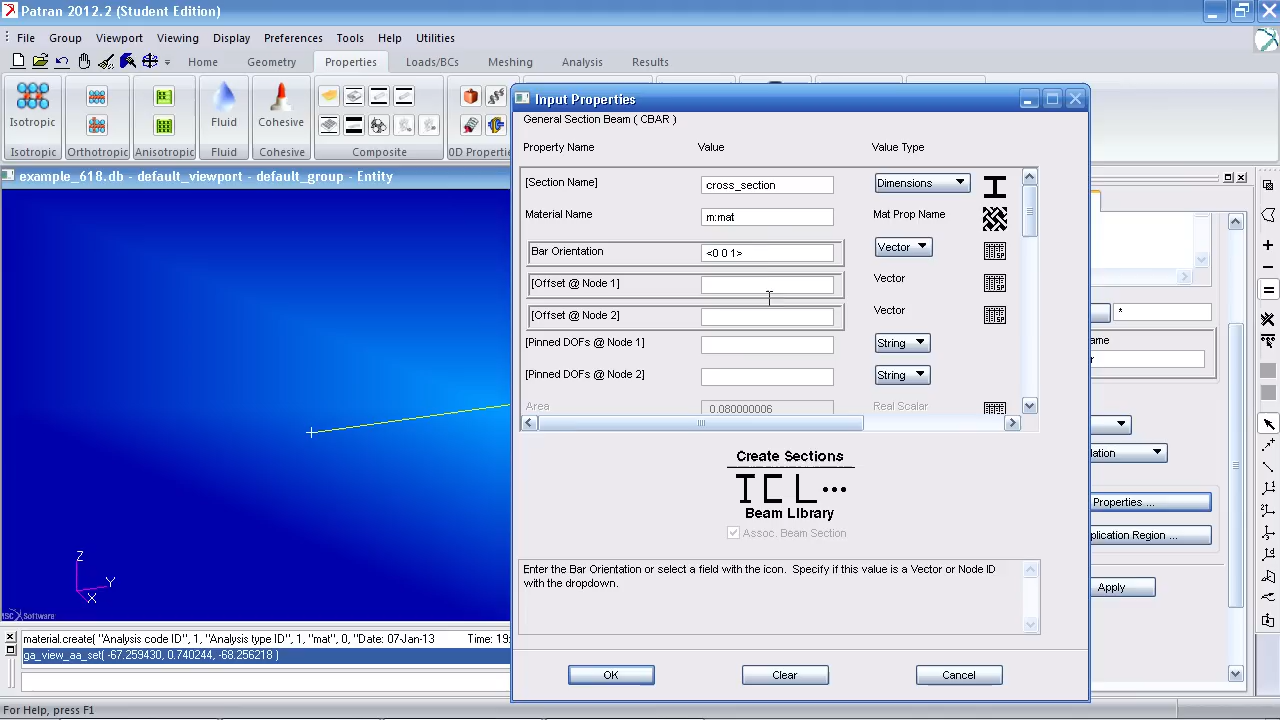 Patran 2012.2 (Student Edition)
File Group Viewport Viewing Display Preferences Tools Help Utilities
Home Geometry Properties Loads/BCs Meshing Analysis Results
Isotropic Fluid Cohesive
Isotropic Orthotropic Anisotropic Fluid Cohesive Composite 0D Properties
Input Properties
General Section Beam ( CBAR )
Property Name Value Value Type
example_618.db - default_viewport - default_group - Entity
[Section Name] cross_section Dimensions
Material Name m:mat Mat Prop Name
Bar Orientation <0 0 1> Vector
[Offset @ Node 1] Vector
[Offset @ Node 2] Vector
[Pinned DOFs @ Node 1] String
[Pinned DOFs @ Node 2] String
Area 0.080000006 Real Scalar
Create Sections
Beam Library
Assoc. Beam Section
Enter the Bar Orientation or select a field with the icon. Specify if this value is a Vector or Node ID
with the dropdown.
OK Clear Cancel
*
Properties ...
Apply
Z
Y
X
MSC Software
material.create( "Analysis code ID", 1, "Analysis type ID", 1, "mat", 0, "Date: 07-Jan-13 Time: 19:
ga_view_aa_set( -67.259430, 0.740244, -68.256218 )
For Help, press F1